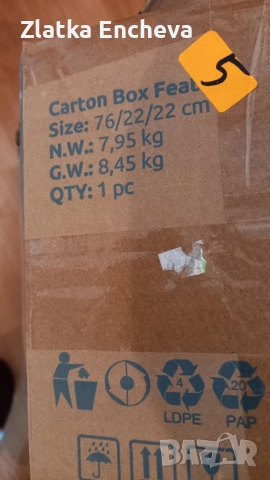 Zlatka Encheva
5
Carton Box Feat
Size: 76/22/22 cm
N.W.: 7,95 kg
G.W.: 8,45 kg
QTY: 1 pc
4
20
LDPE
PAP
BAZAR